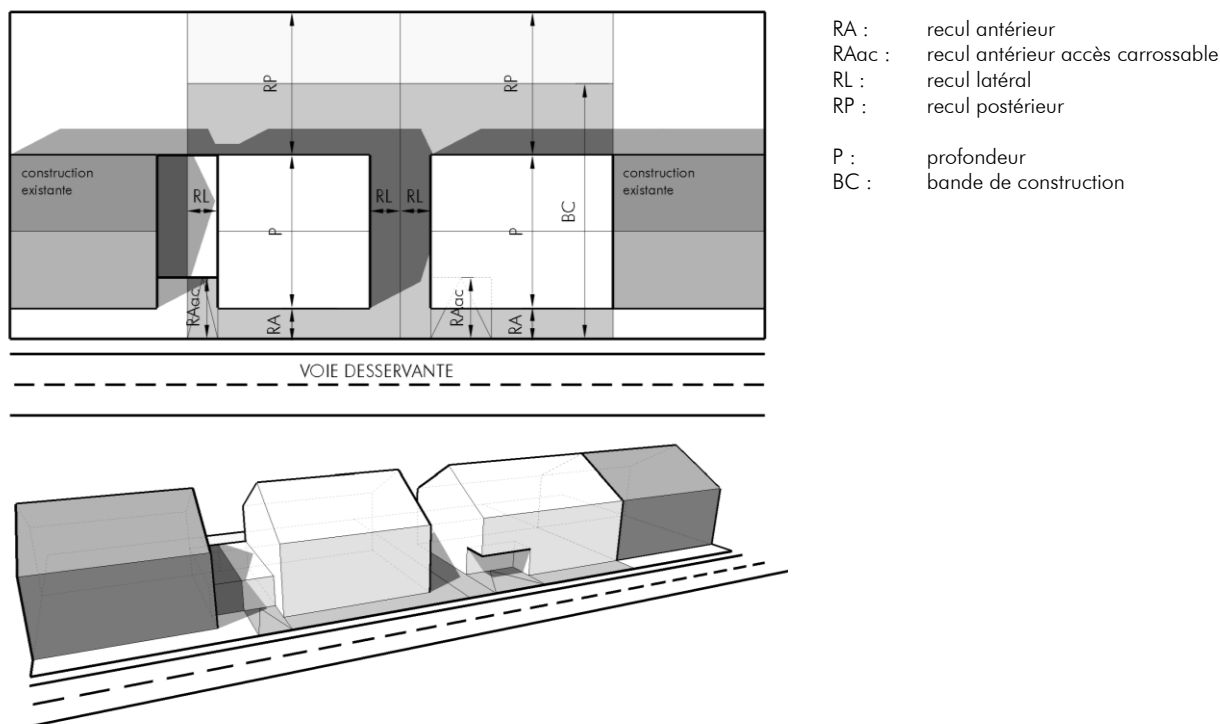 RP
RP
construction
existante
RL
RL
RL
P
P
BC
construction
existante
RAac
RA
RAac
RA
VOIE DESSERVANTE
RA : recul antérieur
RAac : recul antérieur accès carrossable
RL : recul latéral
RP : recul postérieur
P : profondeur
BC : bande de construction